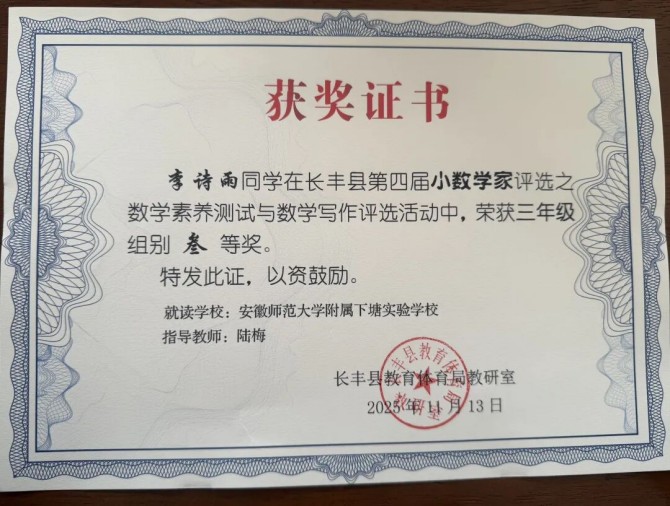 获奖证书
李诗雨同学在长丰县第四届小数学家评选之
数学素养测试与数学写作评选活动中，荣获三年级
组别 叁 等奖。
特发此证，以资鼓励。
就读学校：安徽师范大学附属下塘实验学校
指导教师：陆梅
长丰县教育体育局教研室
2025年11月13日